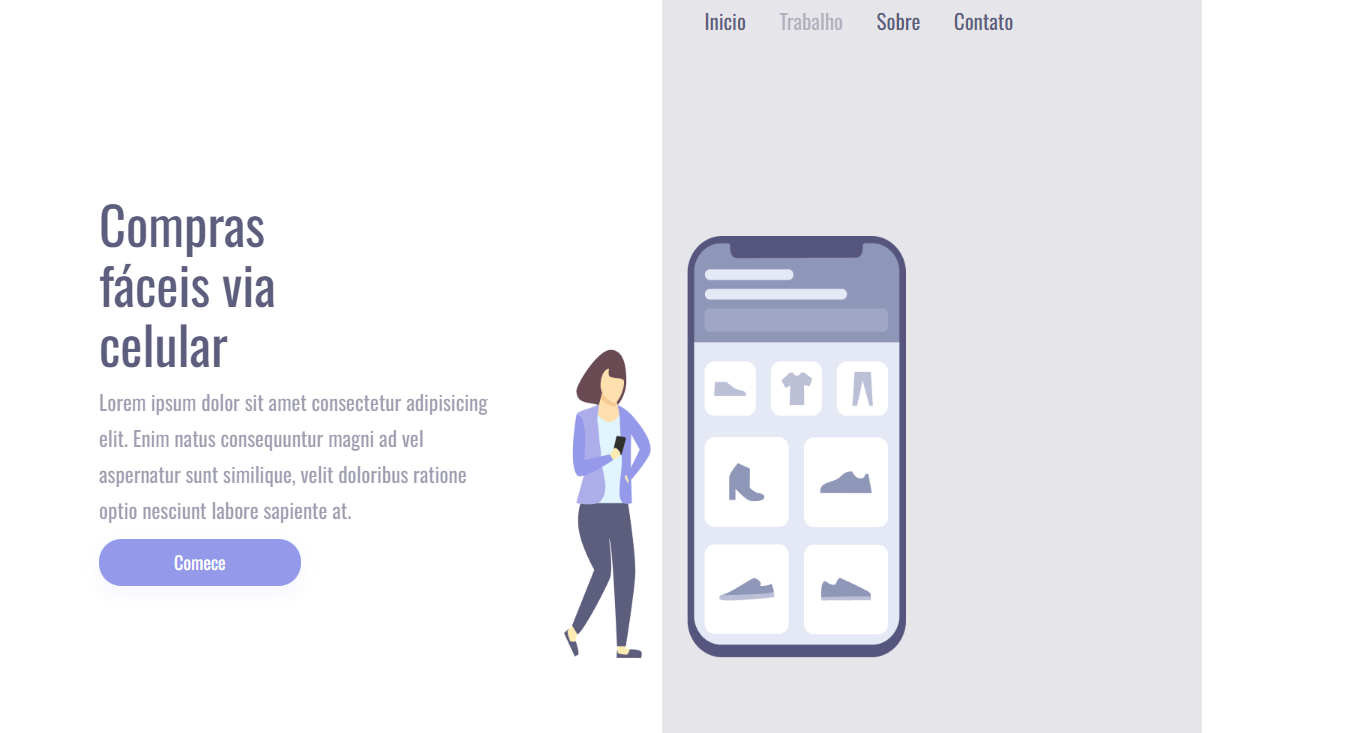 Inicio Trabalho Sobre Contato
Compras
fáceis via
celular
Lorem ipsum dolor sit amet consectetur adipisicing
elit. Enim natus consequuntur magni ad vel
aspernatur sunt similique, velit doloribus ratione
optio nesciunt labore sapiente at.
Comece